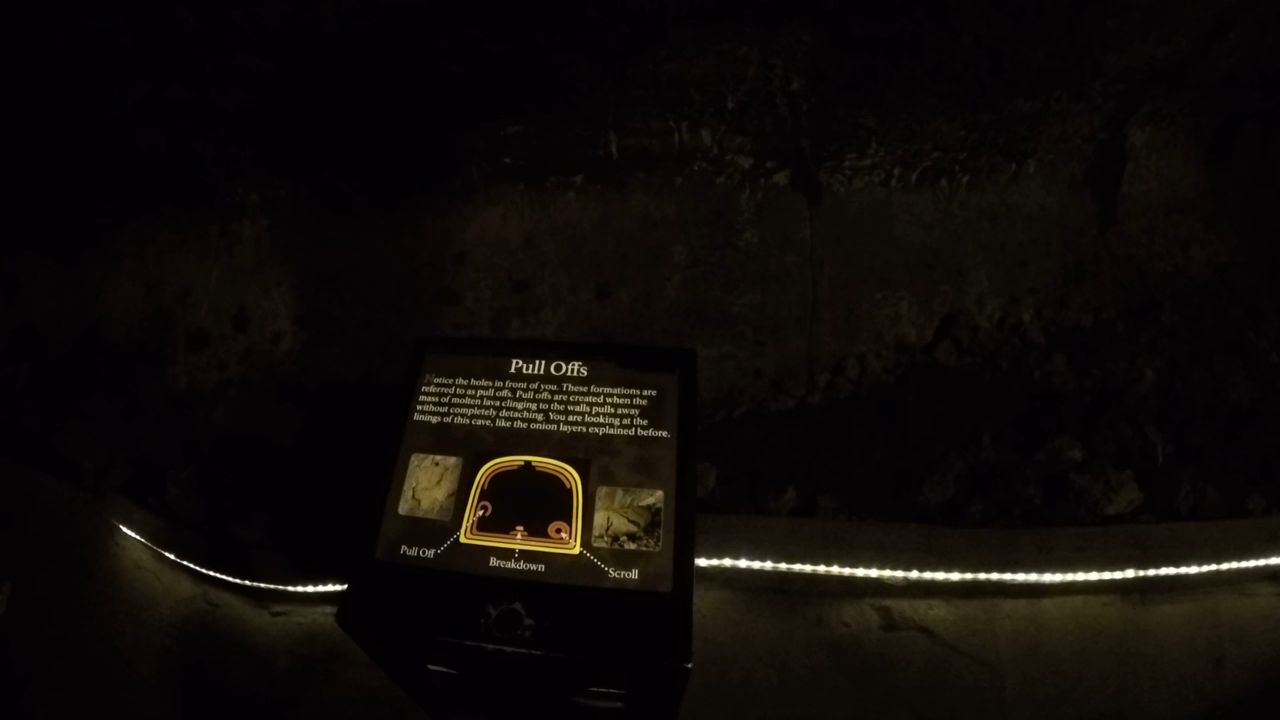 Pull Offs
Notice the holes in front of you. These formations are
referred to as pull offs. Pull offs are created when the
mass of molten lava clinging to the walls pulls away
without completely detaching. You are looking at the
linings of this cave, like the onion layers explained before.
Pull Off
Breakdown
Scroll